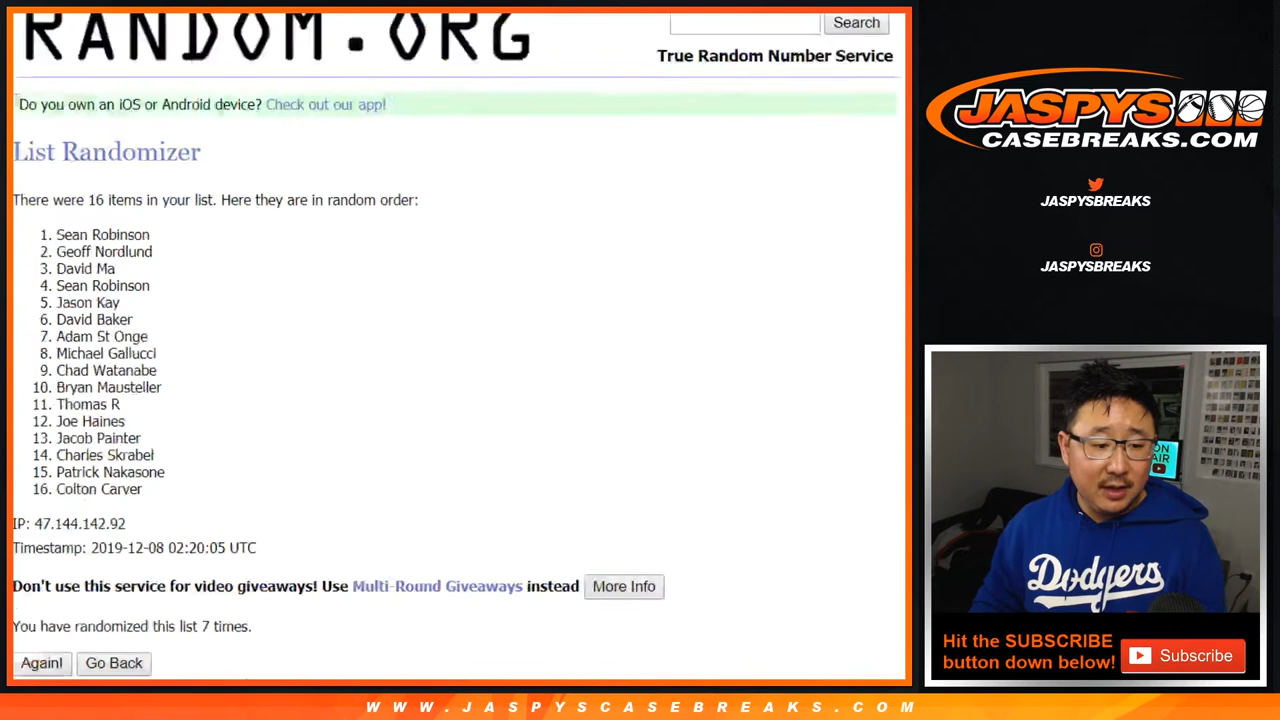 RANDOM.ORG
Search
True Random Number Service
Do you own an iOS or Android device? Check out our app!
List Randomizer
There were 16 items in your list. Here they are in random order:
1. Sean Robinson
2. Geoff Nordlund
3. David Ma
4. Sean Robinson
5. Jason Kay
6. David Baker
7. Adam St Onge
8. Michael Gallucci
9. Chad Watanabe
10. Bryan Mausteller
11. Thomas R
12. Joe Haines
13. Jacob Painter
14. Charles Skrabel
15. Patrick Nakasone
16. Colton Carver
IP: 47.144.142.92
Timestamp: 2019-12-08 02:20:05 UTC
Don't use this service for video giveaways! Use Multi-Round Giveaways instead More Info
You have randomized this list 7 times.
Again! Go Back
JASPYS
CASEBREAKS.COM
JASPYSBREAKS
JASPYSBREAKS
ON
AIR
Dodgers
Hit the SUBSCRIBE
button down below!
Subscribe
WWW.JASPYSCASEBREAKS.COM